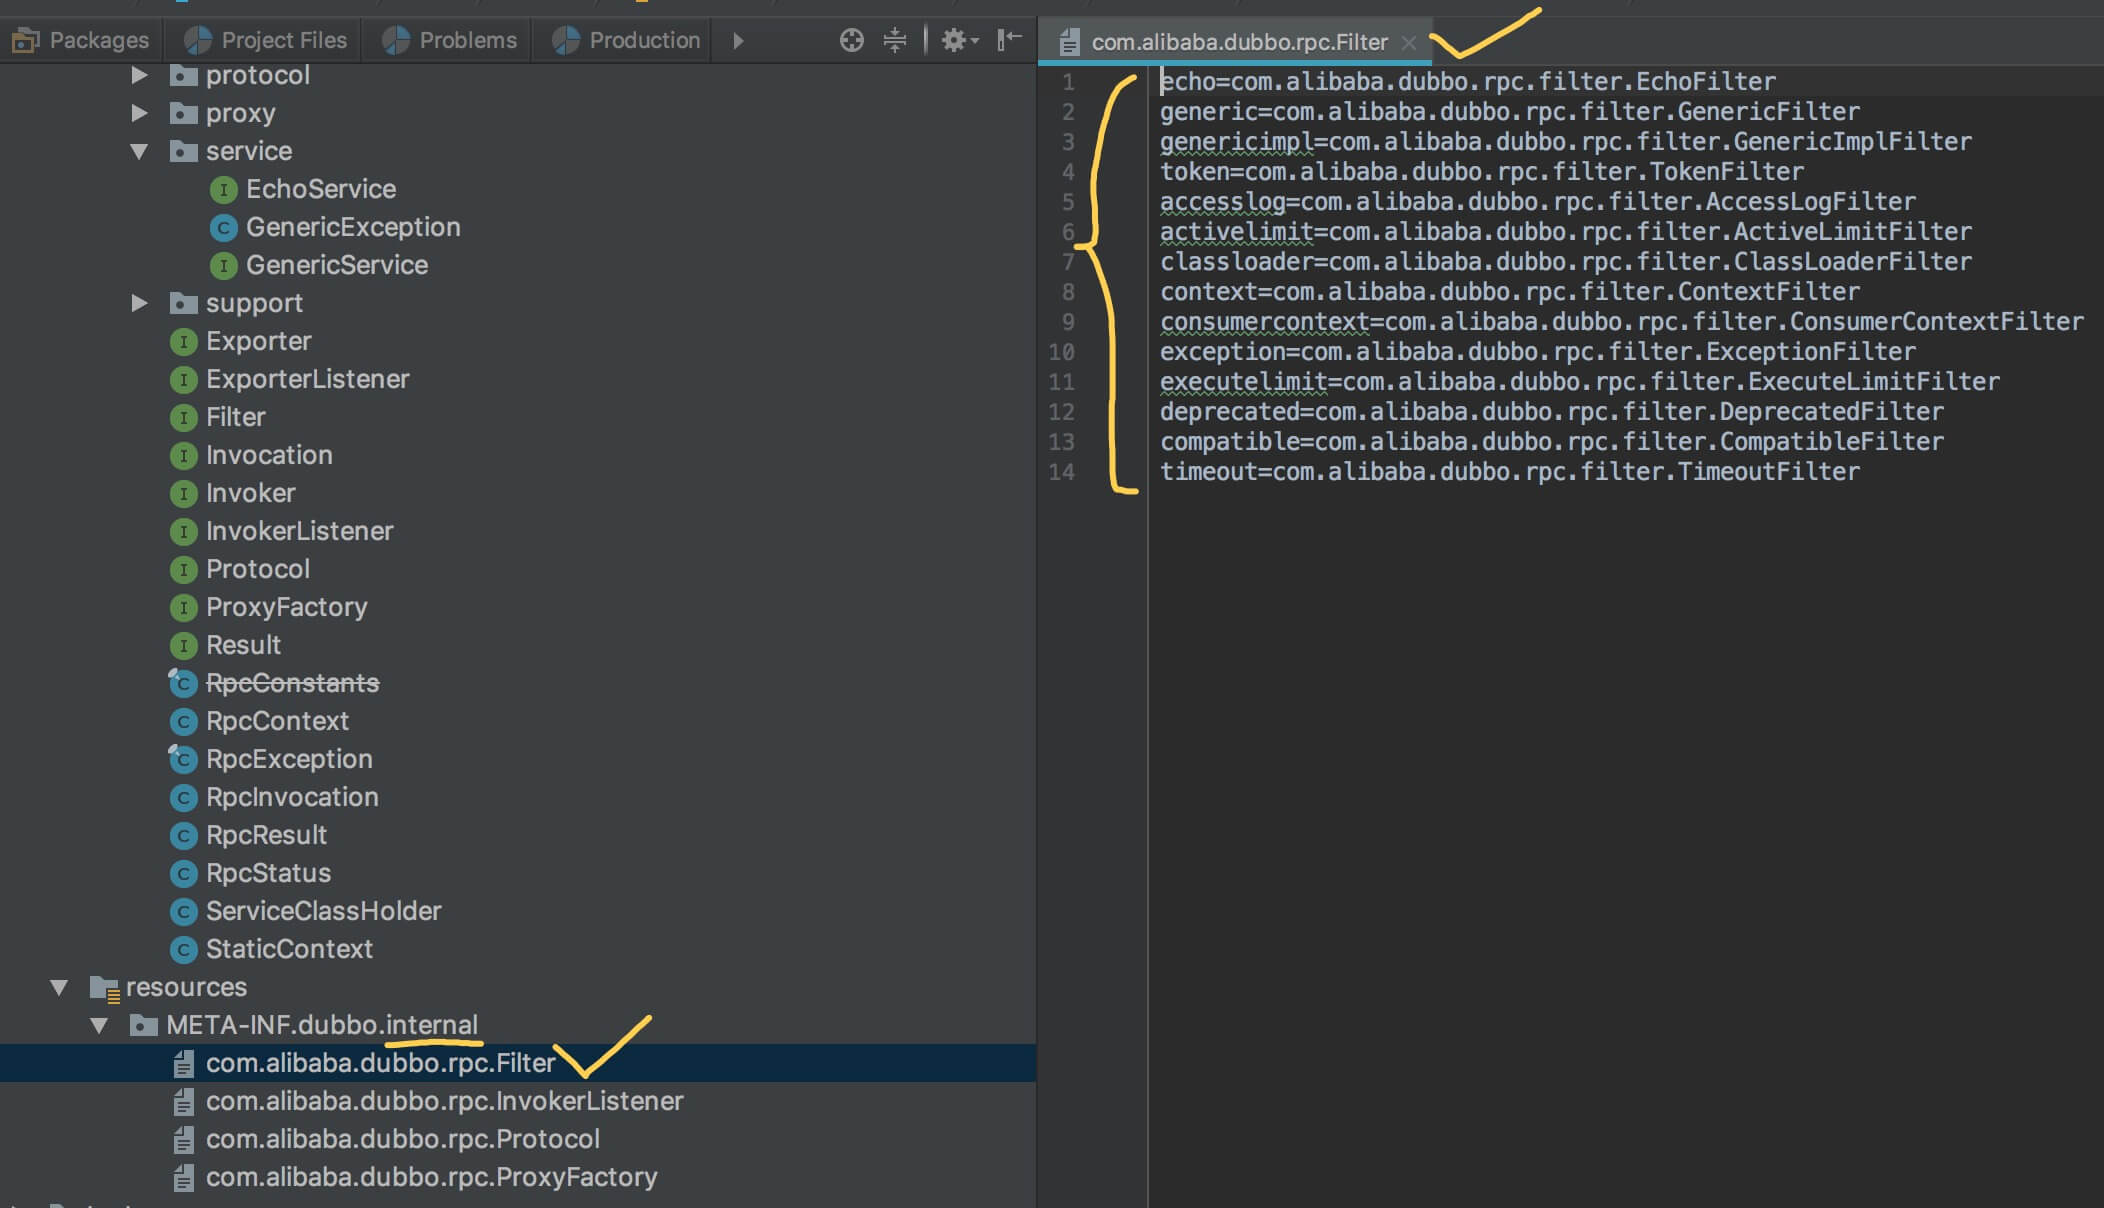 Packages Project Files Problems Production
protocol
proxy
service
EchoService
GenericException
GenericService
support
Exporter
ExporterListener
Filter
Invocation
Invoker
InvokerListener
Protocol
ProxyFactory
Result
RpcConstants
RpcContext
RpcException
RpcInvocation
RpcResult
RpcStatus
ServiceClassHolder
StaticContext
resources
META-INF.dubbo.internal
com.alibaba.dubbo.rpc.Filter
com.alibaba.dubbo.rpc.InvokerListener
com.alibaba.dubbo.rpc.Protocol
com.alibaba.dubbo.rpc.ProxyFactory
com.alibaba.dubbo.rpc.Filter
1 echo=com.alibaba.dubbo.rpc.filter.EchoFilter
2 generic=com.alibaba.dubbo.rpc.filter.GenericFilter
3 genericimpl=com.alibaba.dubbo.rpc.filter.GenericImplFilter
4 token=com.alibaba.dubbo.rpc.filter.TokenFilter
5 accesslog=com.alibaba.dubbo.rpc.filter.AccessLogFilter
6 activelimit=com.alibaba.dubbo.rpc.filter.ActiveLimitFilter
7 classloader=com.alibaba.dubbo.rpc.filter.ClassLoaderFilter
8 context=com.alibaba.dubbo.rpc.filter.ContextFilter
9 consumercontext=com.alibaba.dubbo.rpc.filter.ConsumerContextFilter
10 exception=com.alibaba.dubbo.rpc.filter.ExceptionFilter
11 executelimit=com.alibaba.dubbo.rpc.filter.ExecuteLimitFilter
12 deprecated=com.alibaba.dubbo.rpc.filter.DeprecatedFilter
13 compatible=com.alibaba.dubbo.rpc.filter.CompatibleFilter
14 timeout=com.alibaba.dubbo.rpc.filter.TimeoutFilter